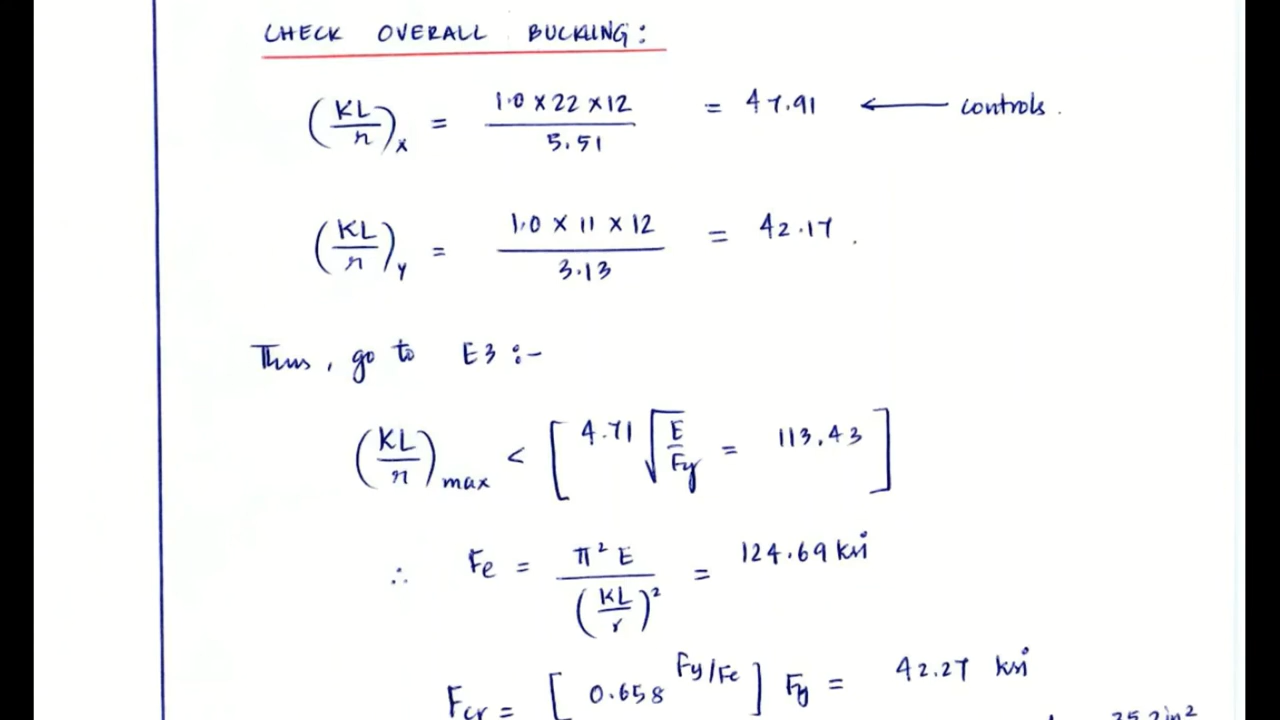 CHECK OVERALL BUCKLING :
(KL/r)x = 1.0 x 22 x 12 / 5.51 = 47.91 ← controls.
(KL/r)y = 1.0 x 11 x 12 / 3.13 = 42.17.
Thus, go to E3 :-
(KL/r)max < [4.71 √(E/Fy) = 113.43]
∴ Fe = π² E / (KL/r)² = 124.69 ksi
Fcr = [0.658^(Fy/Fe)] Fy = 42.27 ksi